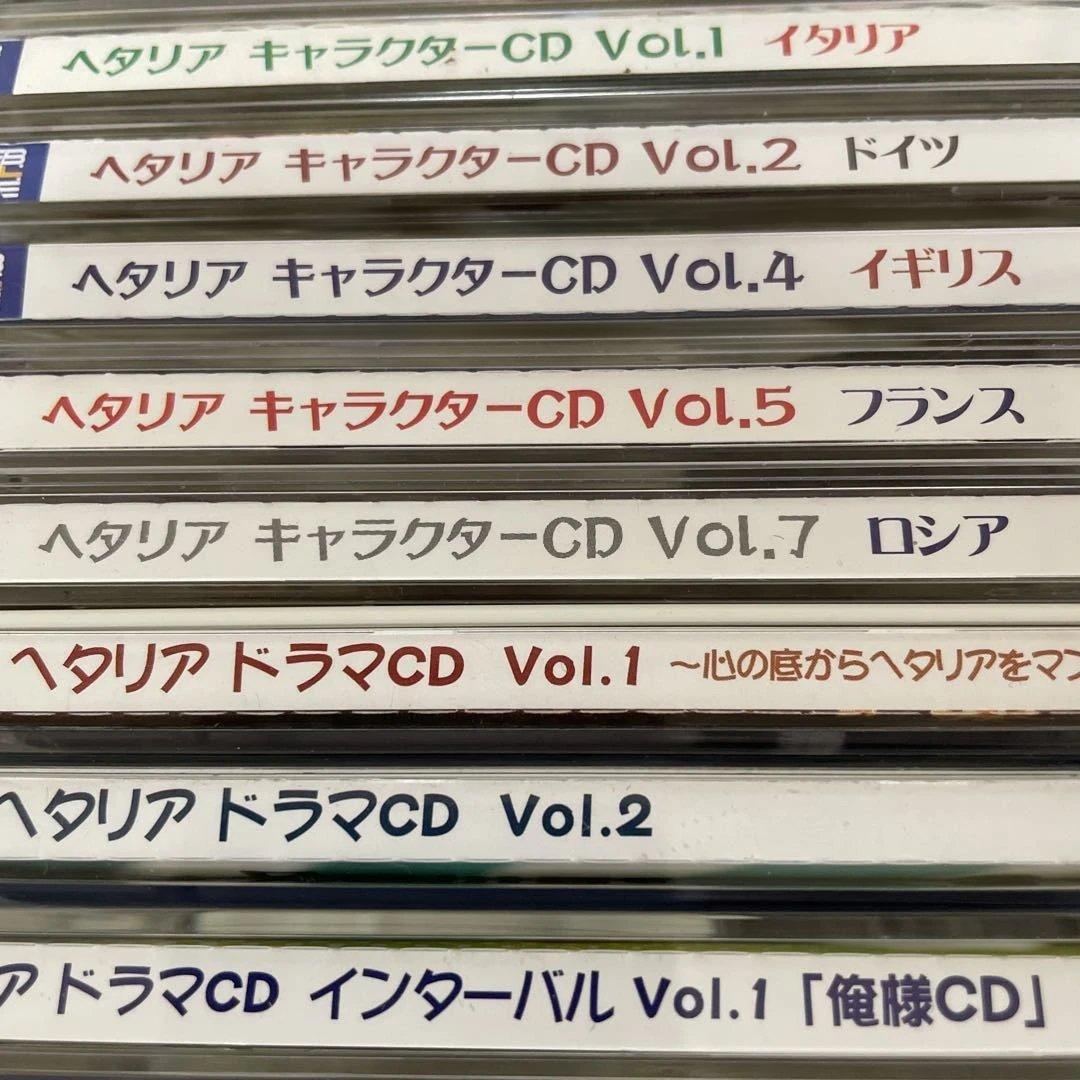 ヘタリア キャラクターCD Vol.1 イタリア
ヘタリア キャラクターCD Vol.2 ドイツ
ヘタリア キャラクターCD Vol.4 イギリス
ヘタリア キャラクターCD Vol.5 フランス
ヘタリア キャラクターCD Vol.7 ロシア
ヘタリア ドラマCD Vol.1 ～心の底からヘタリアをマン
ヘタリア ドラマCD Vol.2
ア ドラマCD インターバル Vol.1 「俺様CD」